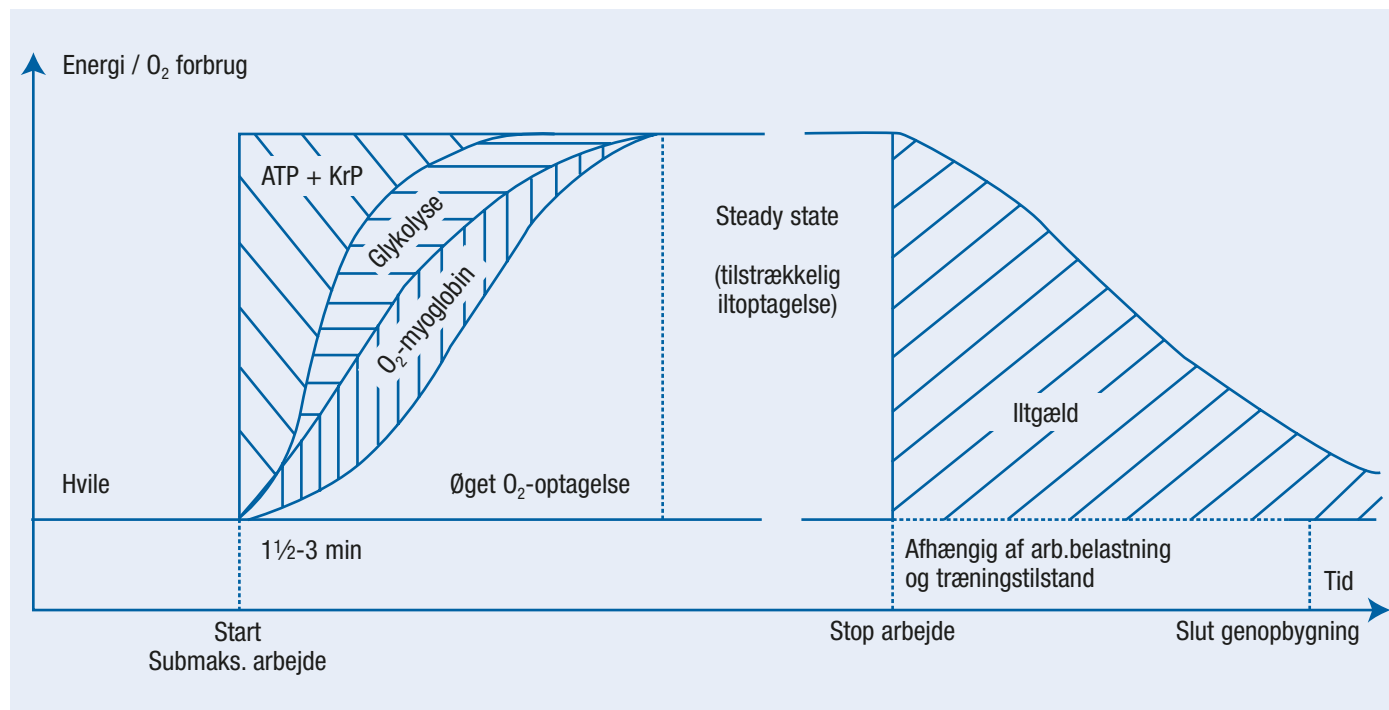 Energi / O₂ forbrug
ATP + KrP
Glykolyse
O₂-myoglobin
Steady state
(tilstrækkelig
iltoptagelse)
Iltgæld
Hvile
Øget O₂-optagelse
1½-3 min
Afhængig af arb.belastning
og træningstilstand
Tid
Start
Submaks. arbejde
Stop arbejde
Slut genopbygning